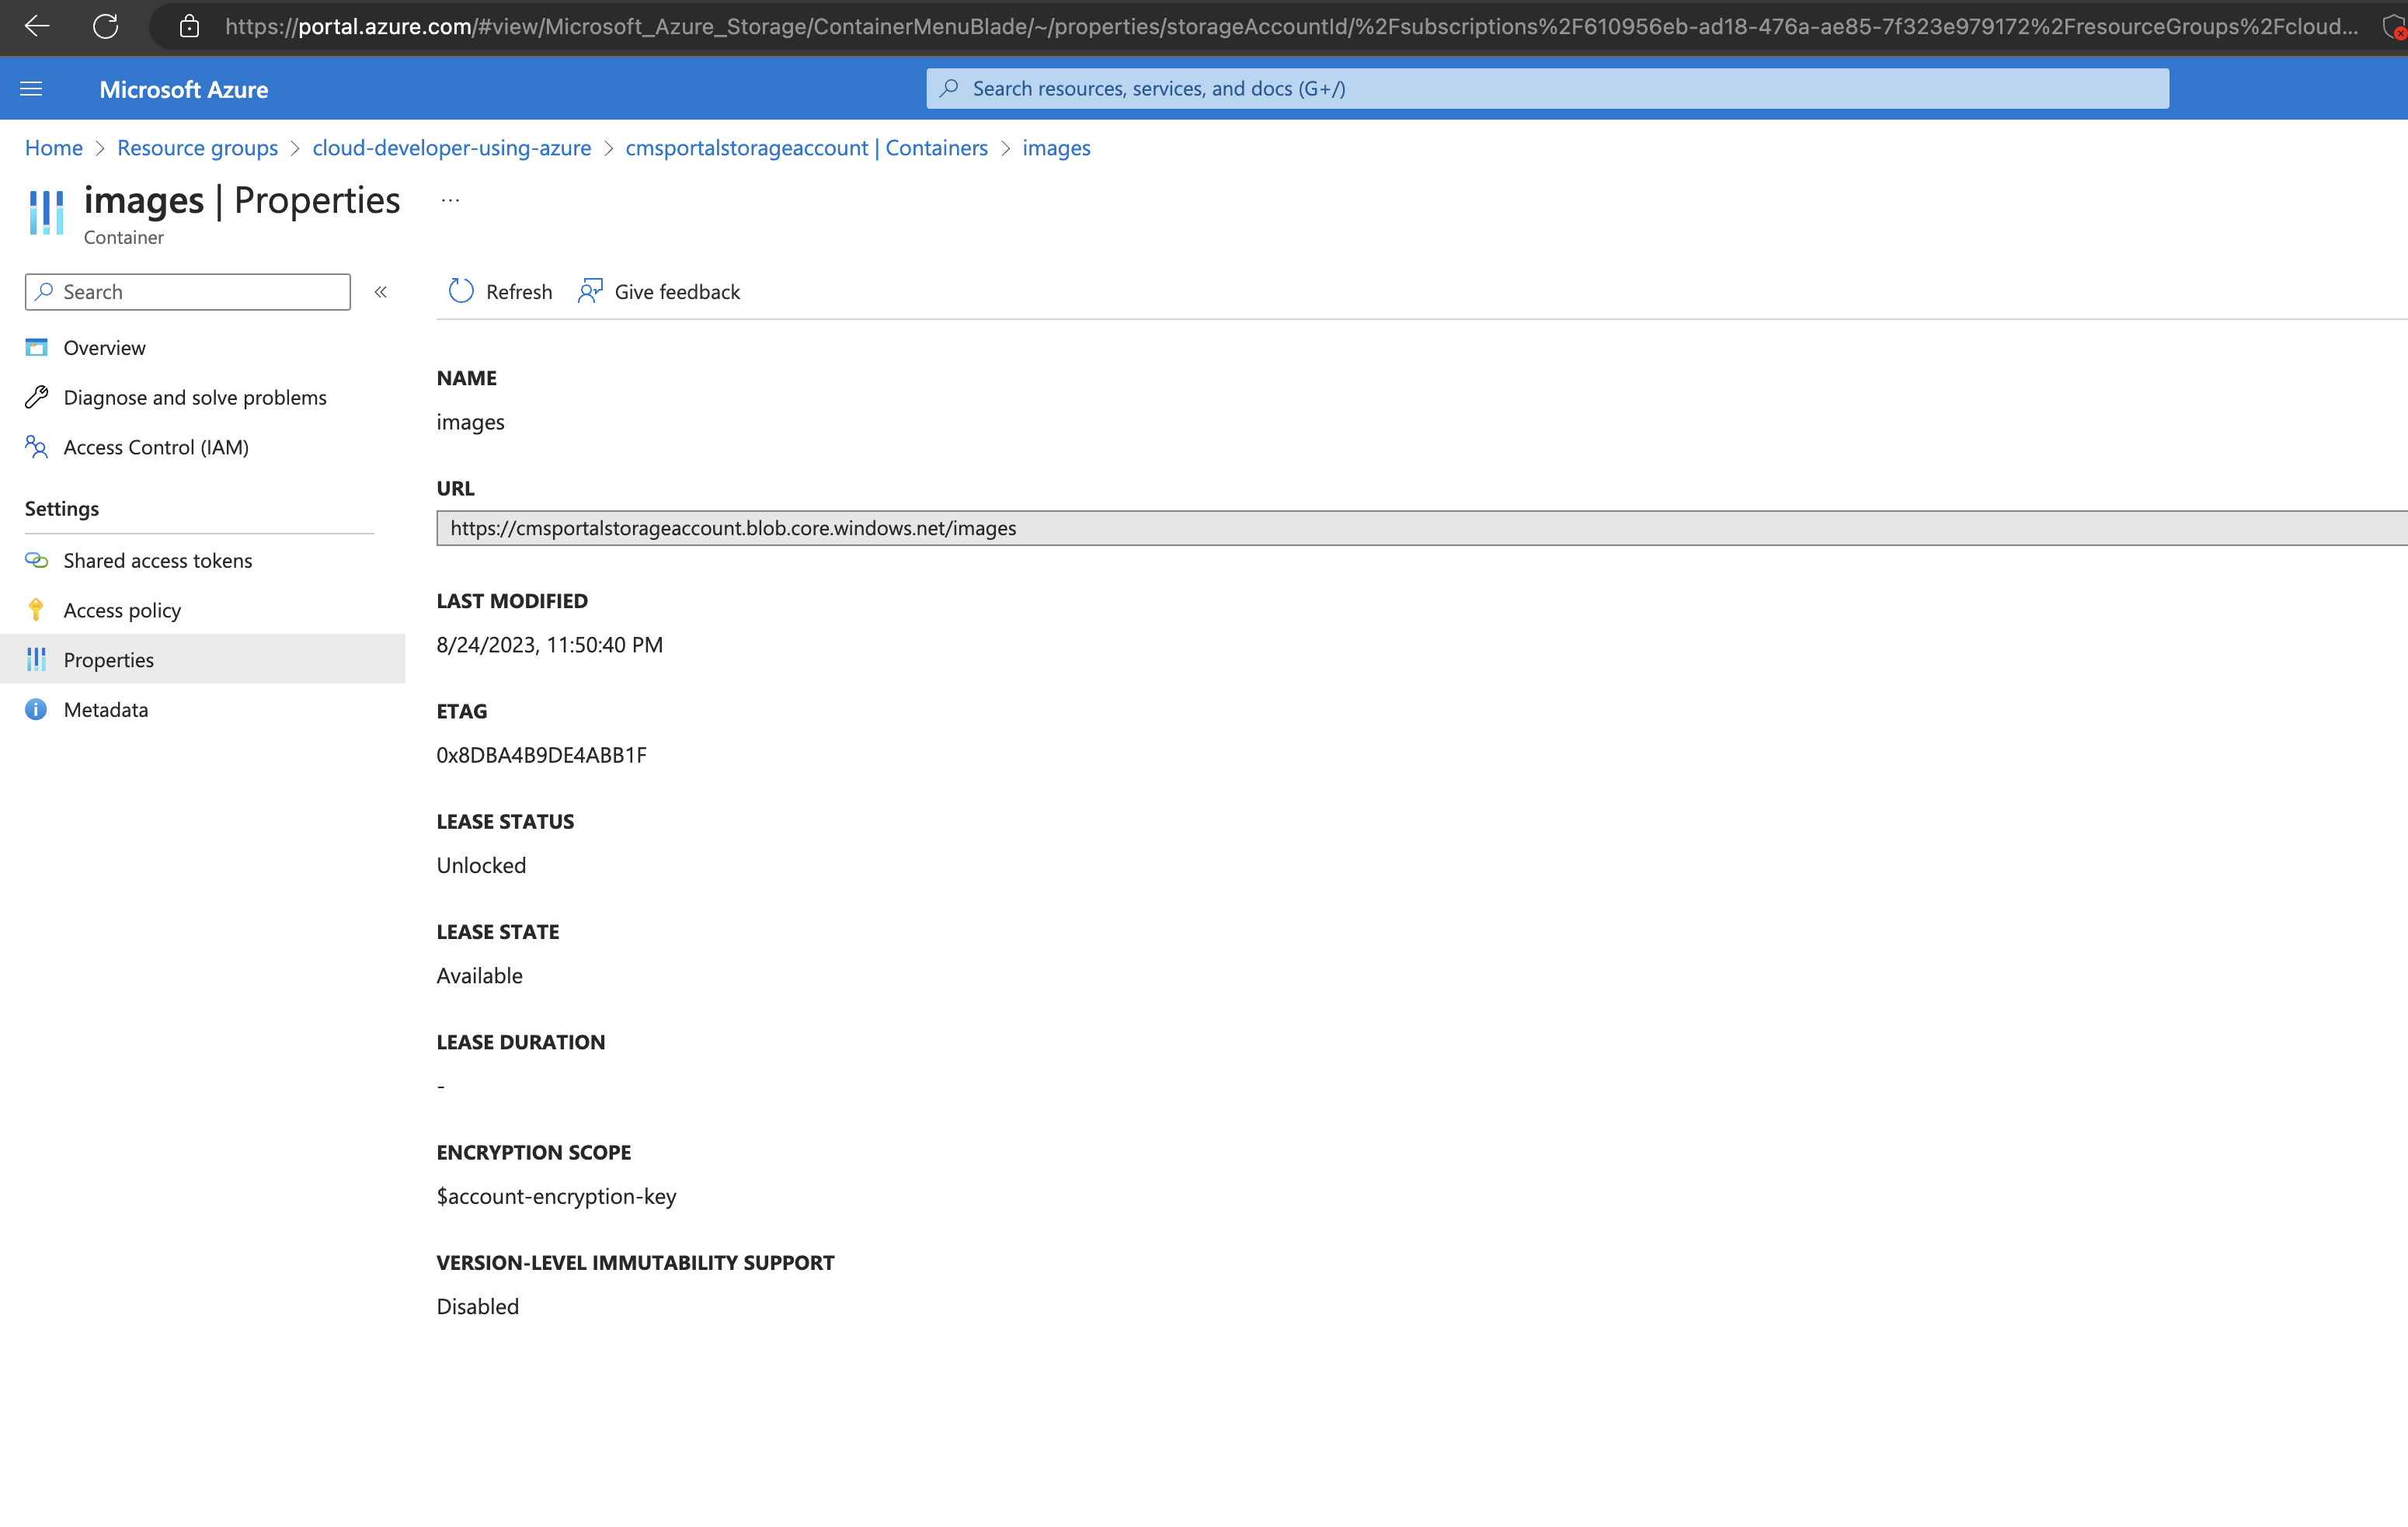 https://portal.azure.com/#view/Microsoft_Azure_Storage/ContainerMenuBlade/~/properties/storageAccountId/%2Fsubscriptions%2F610956eb-ad18-476a-ae85-7f323e979172%2FresourceGroups%2Fcloud...
Microsoft Azure
Search resources, services, and docs (G+/)
Home > Resource groups > cloud-developer-using-azure > cmsportalstorageaccount | Containers > images
images | Properties ...
Container
Search «
Refresh Give feedback
Overview
Diagnose and solve problems
Access Control (IAM)
Settings
Shared access tokens
Access policy
Properties
Metadata
NAME
images
URL
https://cmsportalstorageaccount.blob.core.windows.net/images
LAST MODIFIED
8/24/2023, 11:50:40 PM
ETAG
0x8DBA4B9DE4ABB1F
LEASE STATUS
Unlocked
LEASE STATE
Available
LEASE DURATION
-
ENCRYPTION SCOPE
$account-encryption-key
VERSION-LEVEL IMMUTABILITY SUPPORT
Disabled